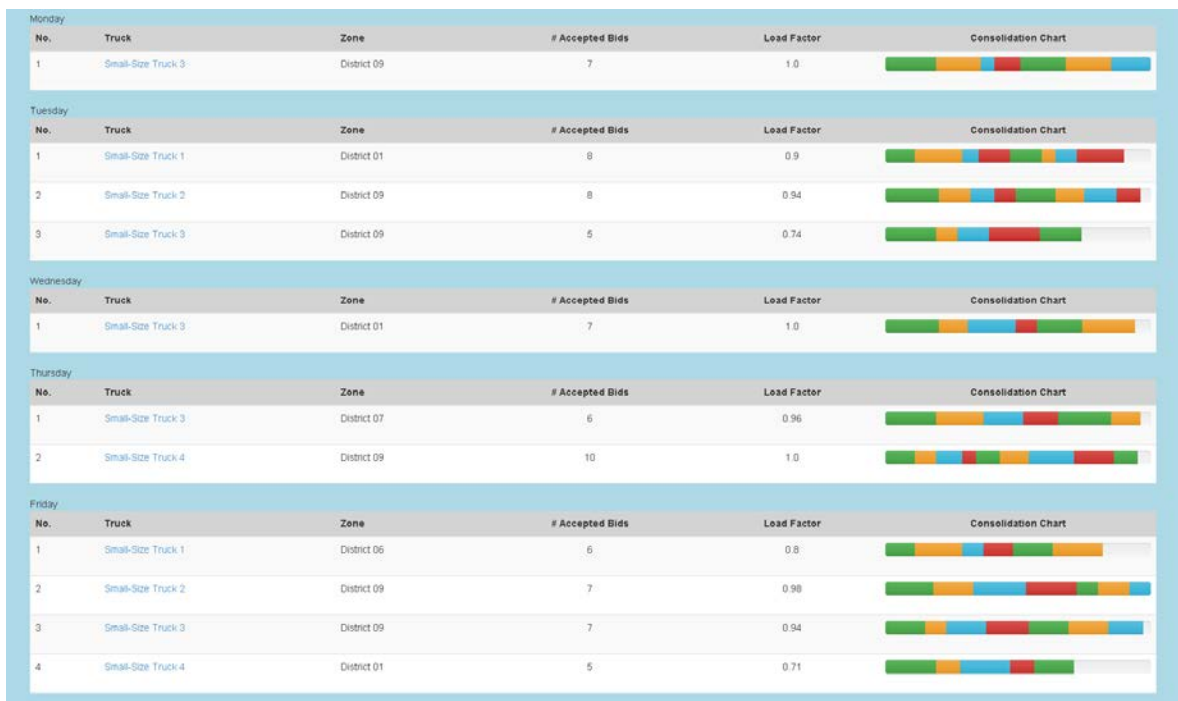 Monday
No. Truck Zone # Accepted Bids Load Factor Consolidation Chart
1 Small-Size Truck 3 District 09 7 1.0
Tuesday
No. Truck Zone # Accepted Bids Load Factor Consolidation Chart
1 Small-Size Truck 1 District 01 8 0.9
2 Small-Size Truck 2 District 09 8 0.94
3 Small-Size Truck 3 District 09 5 0.74
Wednesday
No. Truck Zone # Accepted Bids Load Factor Consolidation Chart
1 Small-Size Truck 3 District 01 7 1.0
Thursday
No. Truck Zone # Accepted Bids Load Factor Consolidation Chart
1 Small-Size Truck 3 District 07 6 0.96
2 Small-Size Truck 4 District 09 10 1.0
Friday
No. Truck Zone # Accepted Bids Load Factor Consolidation Chart
1 Small-Size Truck 1 District 06 6 0.8
2 Small-Size Truck 2 District 09 7 0.98
3 Small-Size Truck 3 District 09 7 0.94
4 Small-Size Truck 4 District 01 5 0.71